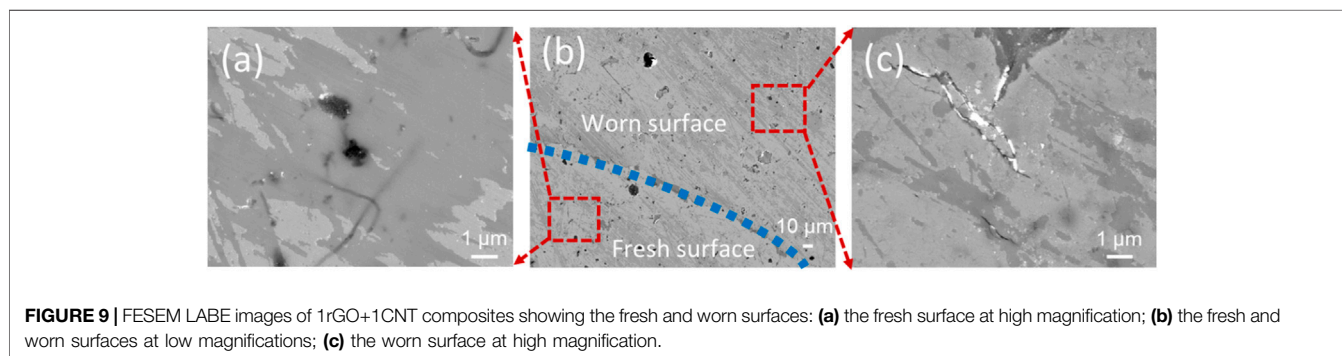 (a)
(b)
(c)
Worn surface
10 µm
Fresh surface
1 µm
1 µm
FIGURE 9 | FESEM LABE images of 1rGO+1CNT composites showing the fresh and worn surfaces: (a) the fresh surface at high magnification; (b) the fresh and
worn surfaces at low magnifications; (c) the worn surface at high magnification.